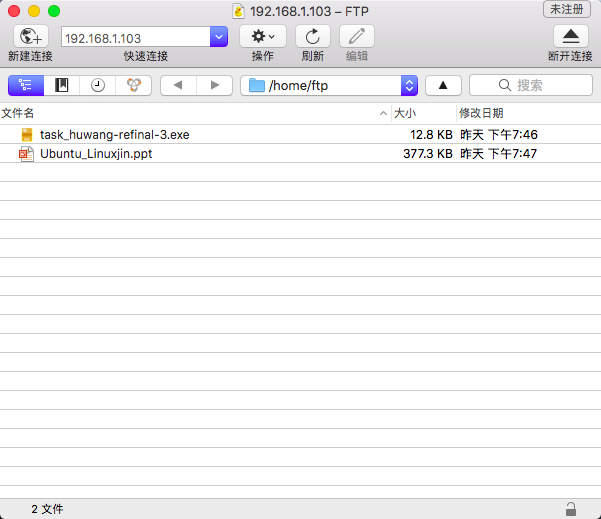 192.168.1.103 – FTP
未注册
192.168.1.103
新建连接
快速连接
操作
刷新
编辑
断开连接
/home/ftp
搜索
文件名
大小
修改日期
task_huwang-refinal-3.exe
12.8 KB
昨天 下午7:46
Ubuntu_Linuxjin.ppt
377.3 KB
昨天 下午7:47
2 文件